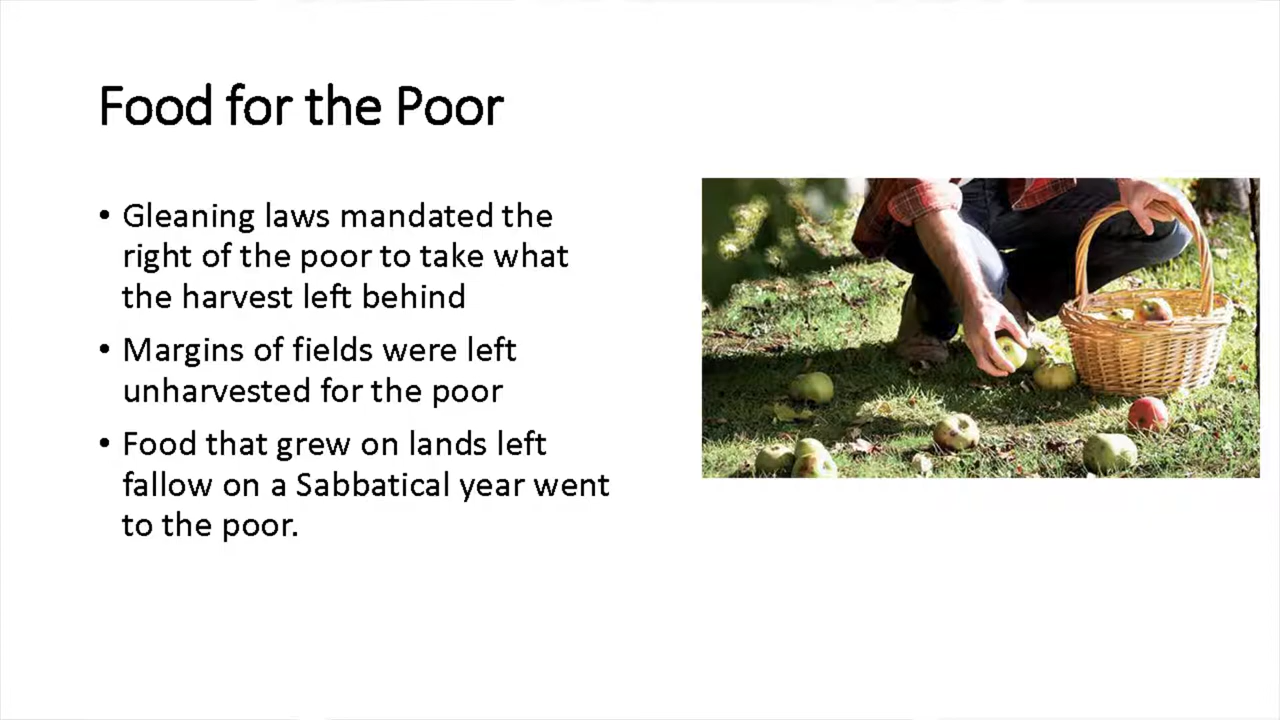 Food for the Poor
• Gleaning laws mandated the
right of the poor to take what
the harvest left behind
• Margins of fields were left
unharvested for the poor
• Food that grew on lands left
fallow on a Sabbatical year went
to the poor.